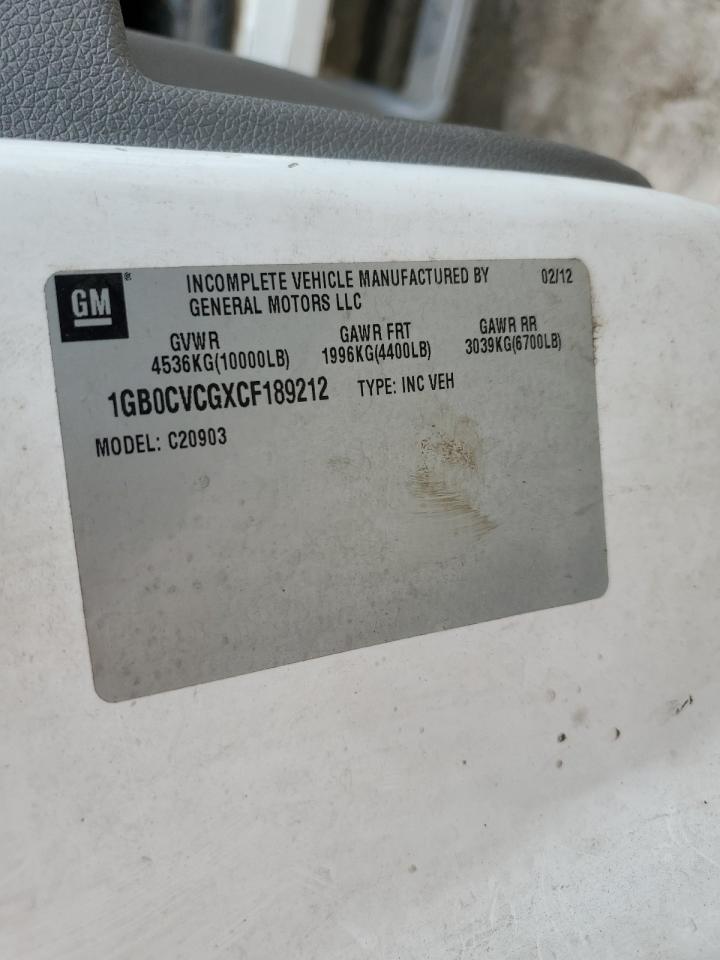 GM®
INCOMPLETE VEHICLE MANUFACTURED BY 02/12
GENERAL MOTORS LLC
GVWR GAWR FRT GAWR RR
4536KG(10000LB) 1996KG(4400LB) 3039KG(6700LB)
1GB0CVCGXCF189212 TYPE: INC VEH
MODEL: C20903